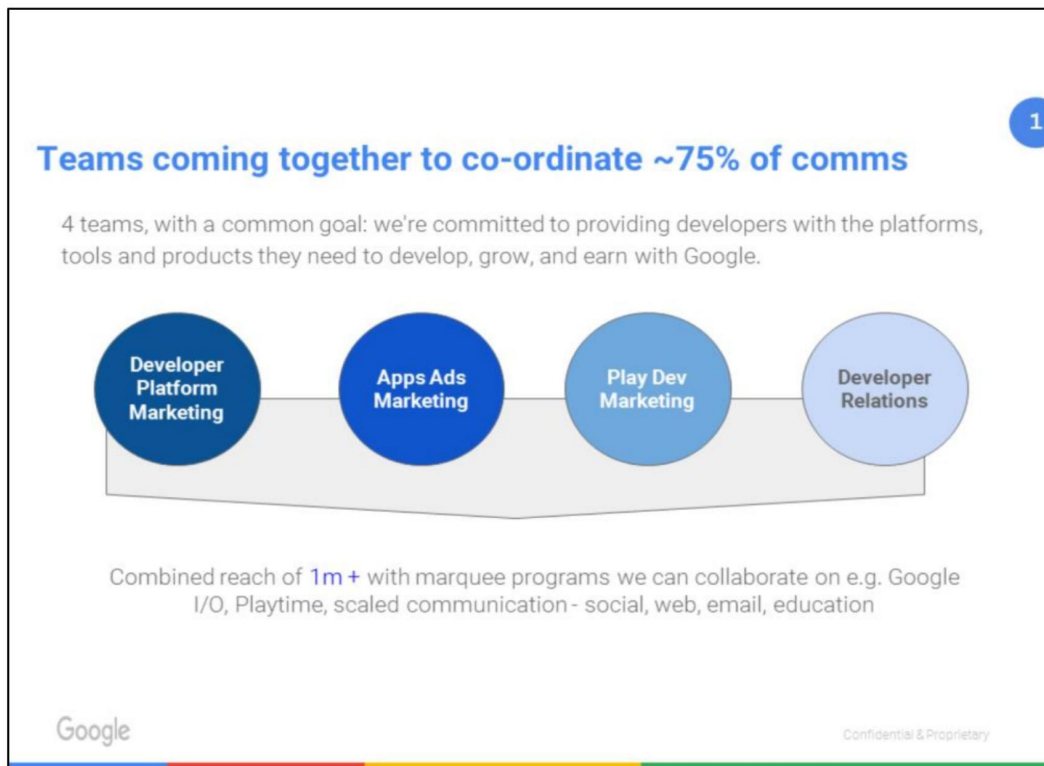 1
Teams coming together to co-ordinate ~75% of comms
4 teams, with a common goal: we're committed to providing developers with the platforms,
tools and products they need to develop, grow, and earn with Google.
Developer
Platform
Marketing
Apps Ads
Marketing
Play Dev
Marketing
Developer
Relations
Combined reach of 1m + with marquee programs we can collaborate on e.g. Google
I/O, Playtime, scaled communication - social, web, email, education
Google
Confidential & Proprietary